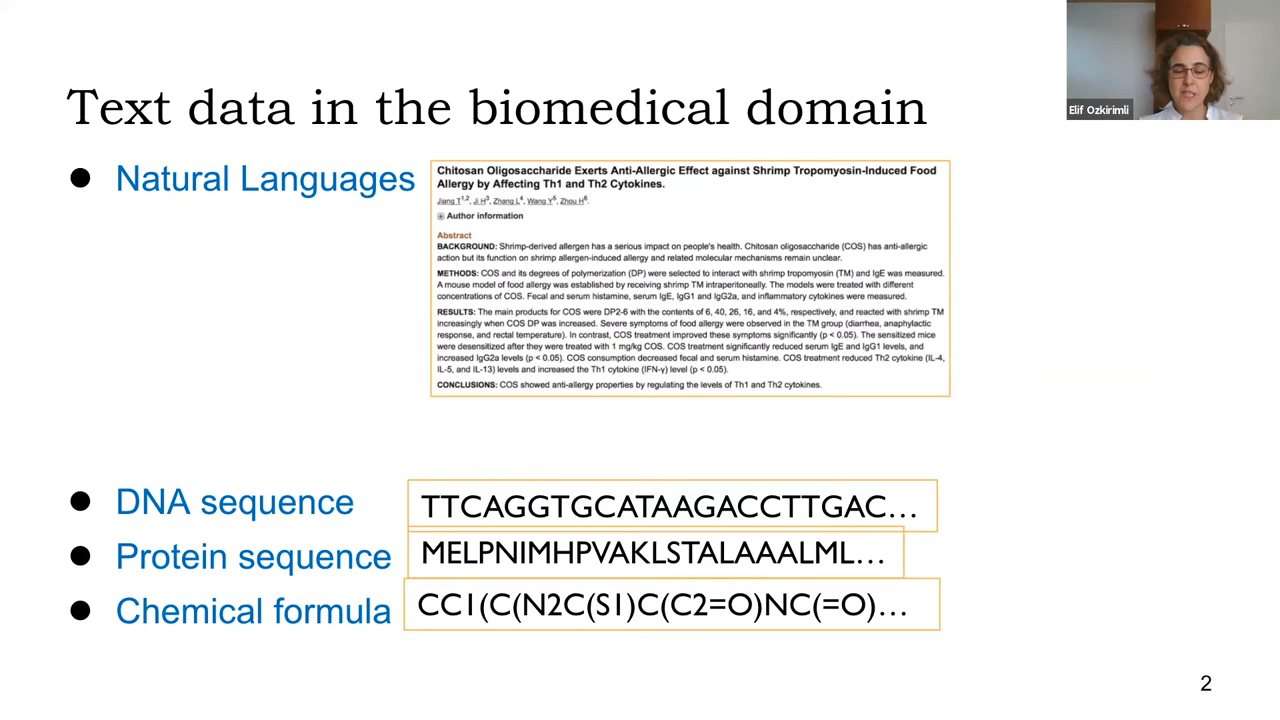 Elif Ozkirimli
Text data in the biomedical domain
● Natural Languages
Chitosan Oligosaccharide Exerts Anti-Allergic Effect against Shrimp Tropomyosin-Induced Food
Allergy by Affecting Th1 and Th2 Cytokines.
Jiang T1,2, Ji H3, Zhang L4, Wang Y5, Zhou H6.
Author information
Abstract
BACKGROUND: Shrimp-derived allergen has a serious impact on people's health. Chitosan oligosaccharide (COS) has anti-allergic
action but its function on shrimp allergen-induced allergy and related molecular mechanisms remain unclear.
METHODS: COS and its degrees of polymerization (DP) were selected to interact with shrimp tropomyosin (TM) and IgE was measured.
A mouse model of food allergy was established by receiving shrimp TM intraperitoneally. The models were treated with different
concentrations of COS. Fecal and serum histamine, serum IgE, IgG1 and IgG2a, and inflammatory cytokines were measured.
RESULTS: The main products for COS were DP2-6 with the contents of 6, 40, 26, 16, and 4%, respectively, and reacted with shrimp TM
increasingly when COS DP was increased. Severe symptoms of food allergy were observed in the TM group (diarrhea, anaphylactic
response, and rectal temperature). In contrast, COS treatment improved these symptoms significantly (p < 0.05). The sensitized mice
were desensitized after they were treated with 1 mg/kg COS. COS treatment significantly reduced serum IgE and IgG1 levels, and
increased IgG2a levels (p < 0.05). COS consumption decreased fecal and serum histamine. COS treatment reduced Th2 cytokine (IL-4,
IL-5, and IL-13) levels and increased the Th1 cytokine (IFN-γ) level (p < 0.05).
CONCLUSIONS: COS showed anti-allergy properties by regulating the levels of Th1 and Th2 cytokines.
● DNA sequence TTCAGGTGCATAAGACCTTGAC…
● Protein sequence MELPNIMHPVAKLSTALAAALML…
● Chemical formula CC1(C(N2C(S1)C(C2=O)NC(=O)…
2